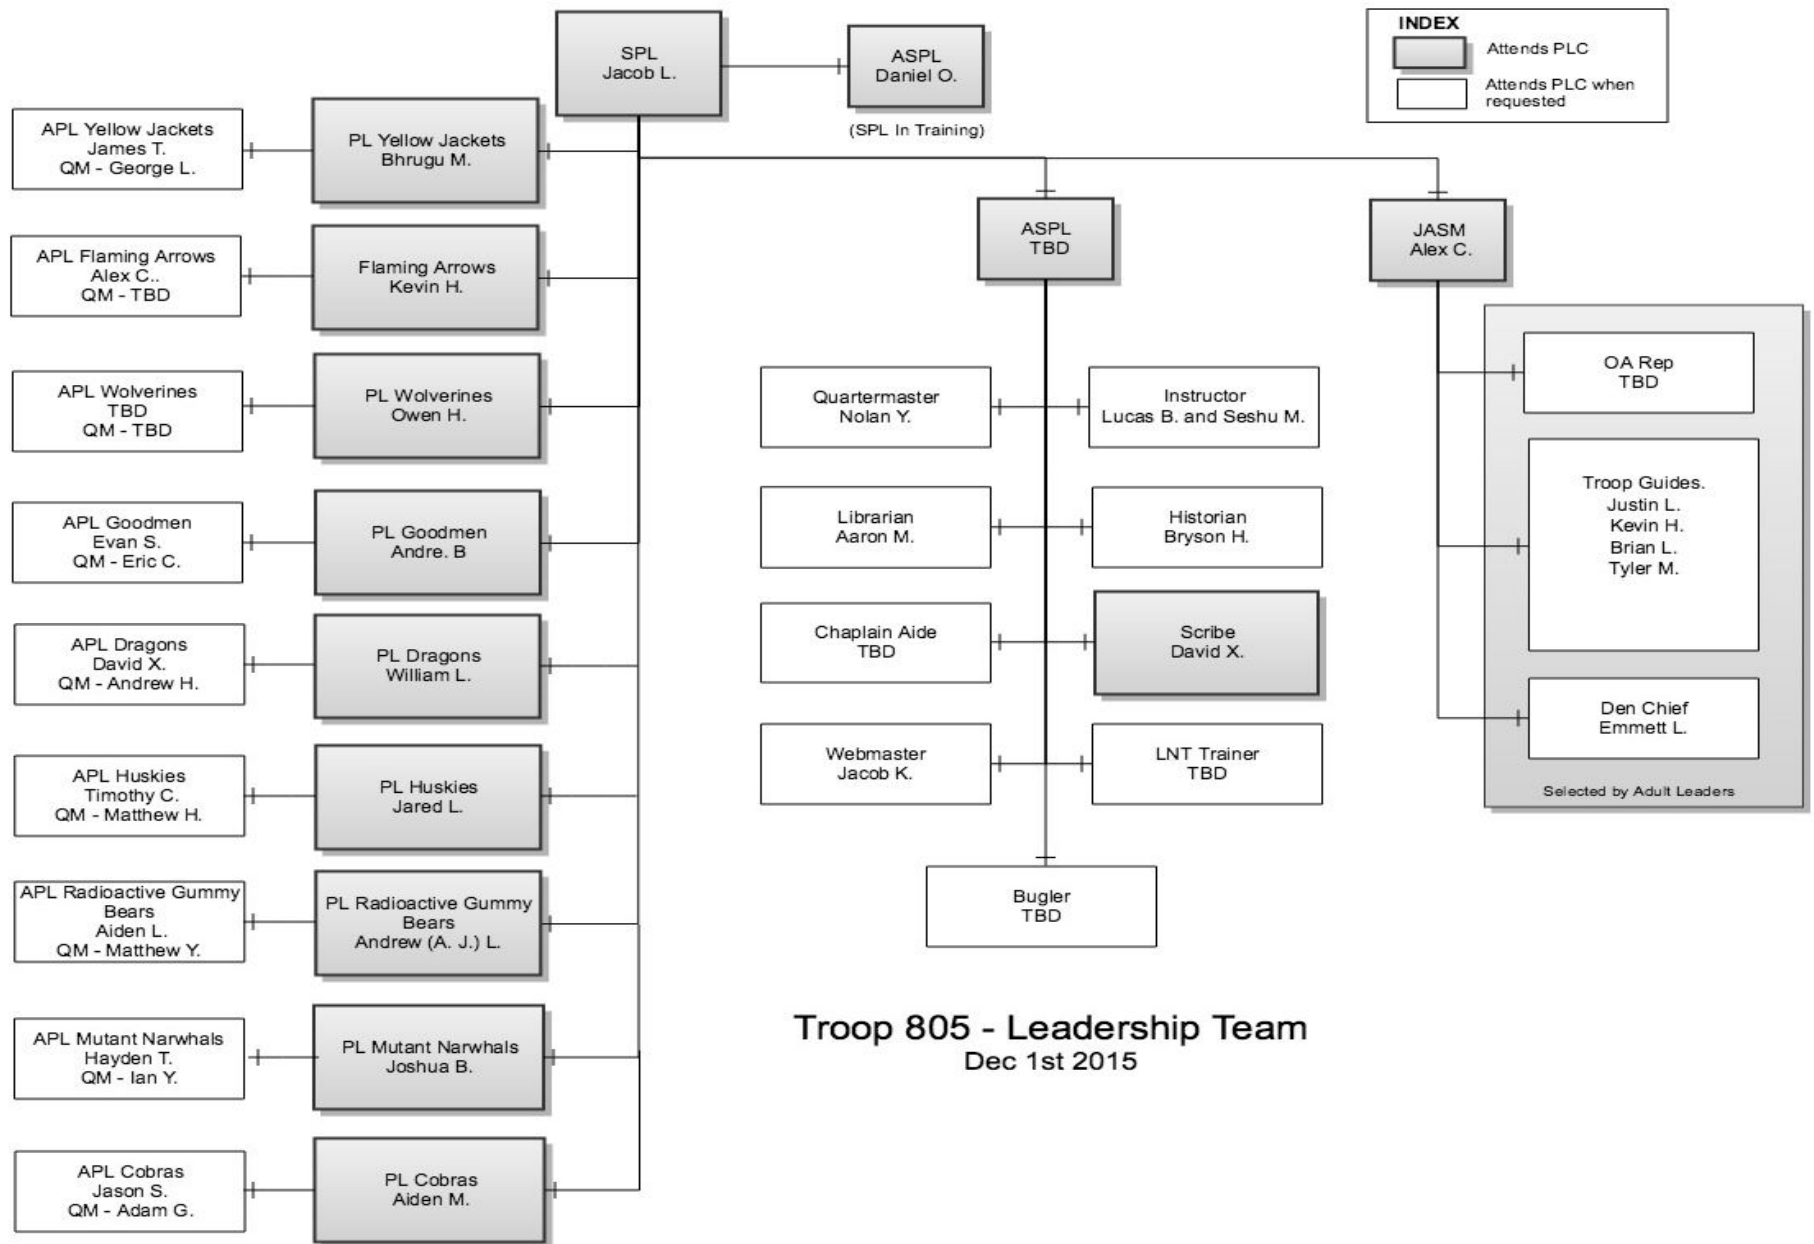 SPL
Jacob L.
ASPL
Daniel O.
(SPL In Training)
INDEX
Attends PLC
Attends PLC when
requested
APL Yellow Jackets
James T.
QM - George L.
PL Yellow Jackets
Bhrugu M.
APL Flaming Arrows
Alex C..
QM - TBD
Flaming Arrows
Kevin H.
APL Wolverines
TBD
QM - TBD
PL Wolverines
Owen H.
APL Goodmen
Evan S.
QM - Eric C.
PL Goodmen
Andre. B
APL Dragons
David X.
QM - Andrew H.
PL Dragons
William L.
APL Huskies
Timothy C.
QM - Matthew H.
PL Huskies
Jared L.
APL Radioactive Gummy
Bears
Aiden L.
QM - Matthew Y.
PL Radioactive Gummy
Bears
Andrew (A. J.) L.
APL Mutant Narwhals
Hayden T.
QM - Ian Y.
PL Mutant Narwhals
Joshua B.
APL Cobras
Jason S.
QM - Adam G.
PL Cobras
Aiden M.
ASPL
TBD
Quartermaster
Nolan Y.
Instructor
Lucas B. and Seshu M.
Librarian
Aaron M.
Historian
Bryson H.
Chaplain Aide
TBD
Scribe
David X.
Webmaster
Jacob K.
LNT Trainer
TBD
Bugler
TBD
JASM
Alex C.
OA Rep
TBD
Troop Guides.
Justin L.
Kevin H.
Brian L.
Tyler M.
Den Chief
Emmett L.
Selected by Adult Leaders
Troop 805 - Leadership Team
Dec 1st 2015